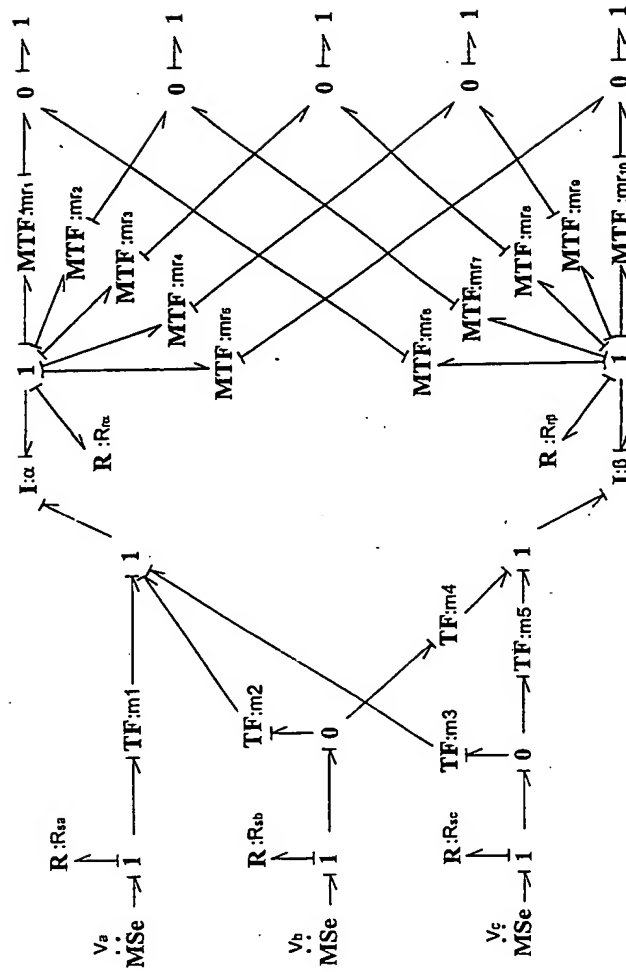 0 1
I:α 1 MTF:mr1
MTF:mr2
0 1
MTF:mr3
R:Rrα
MTF:mr4
MTF:mr5
0 1
R:Rsa
MSe 1 TF:m1 1
Va
TF:m2
MTF:mr6
MTF:mr7
0 1
R:Rsb
MSe 1 0
Vb
TF:m4
MTF:mr8
MTF:mr9
R:Rrβ
TF:m3
R:Rsc
MSe 1 0 TF:m5 1
Vc
I:β 1 MTF:mr10
0 1